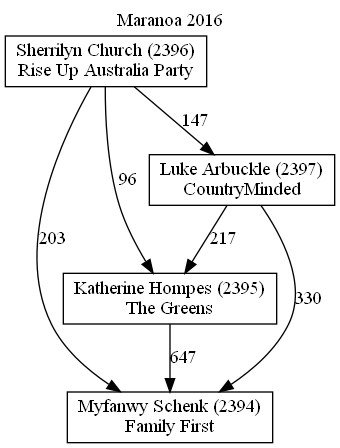 Maranoa 2016
Sherrilyn Church (2396)
Rise Up Australia Party
147
Luke Arbuckle (2397)
CountryMinded
96
203
217
330
Katherine Hompes (2395)
The Greens
647
Myfanwy Schenk (2394)
Family First